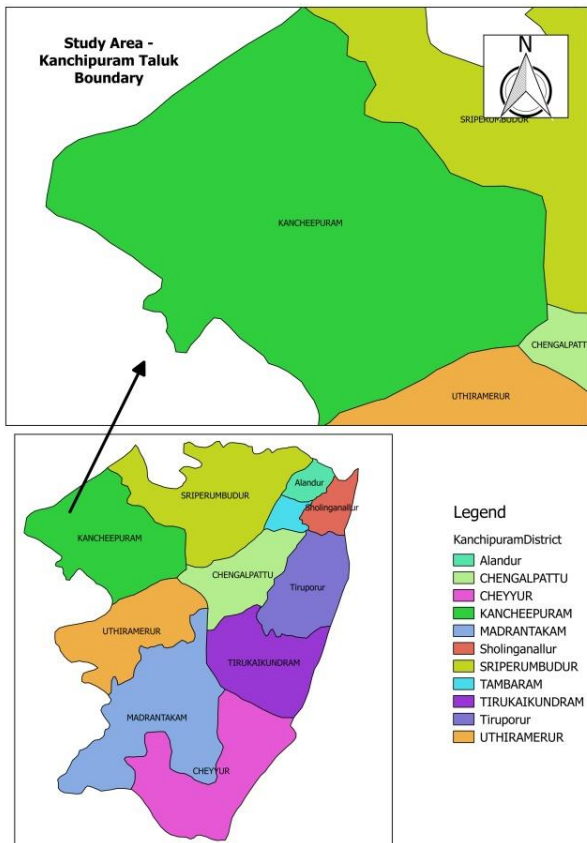 Study Area -
Kanchipuram Taluk
Boundary
N
SRIPERUMBUDUR
KANCHEEPURAM
CHENGALPATTU
UTHIRAMERUR
Alandur
SRIPERUMBUDUR
Sholinganallur
KANCHEEPURAM
CHENGALPATTU
Tiruporur
UTHIRAMERUR
TIRUKAIKUNDRAM
MADRANTAKAM
CHEYYUR
Legend
KanchipuramDistrict
Alandur
CHENGALPATTU
CHEYYUR
KANCHEEPURAM
MADRANTAKAM
Sholinganallur
SRIPERUMBUDUR
TAMBARAM
TIRUKAIKUNDRAM
Tiruporur
UTHIRAMERUR